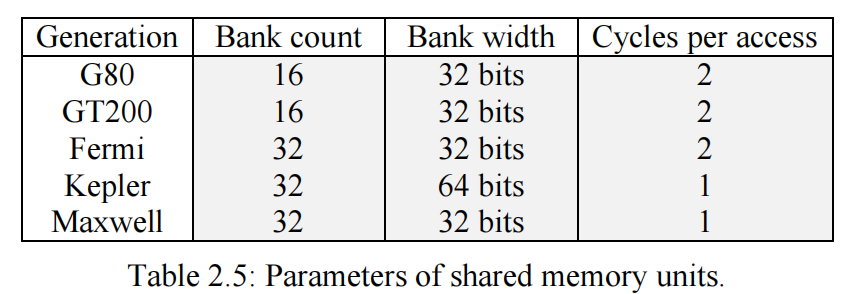 Generation Bank count Bank width Cycles per access
G80 16 32 bits 2
GT200 16 32 bits 2
Fermi 32 32 bits 2
Kepler 32 64 bits 1
Maxwell 32 32 bits 1
Table 2.5: Parameters of shared memory units.